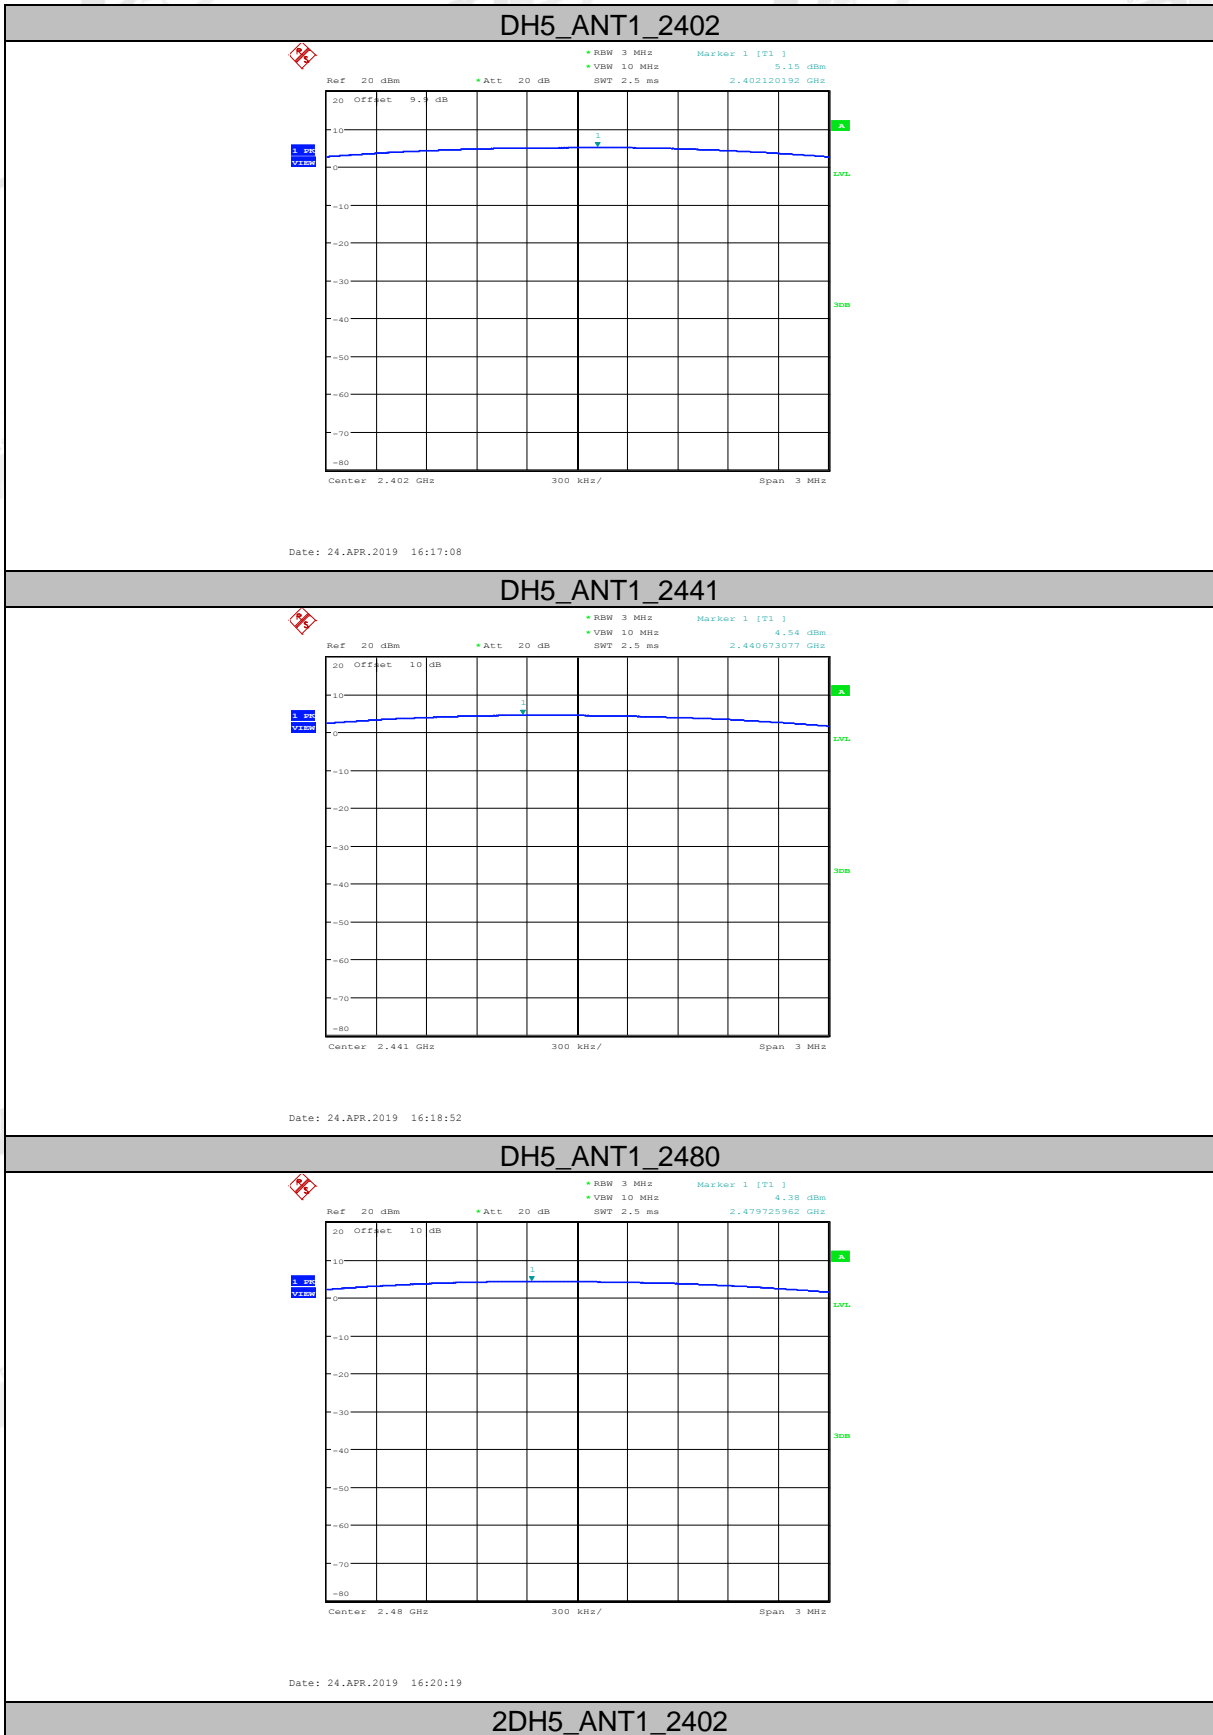 DH5_ANT1_2402
R S
* RBW 3 MHz Marker 1 [T1 ]
* VBW 10 MHz 5.15 dBm
Ref 20 dBm * Att 20 dB SWT 2.5 ms 2.402120192 GHz
20 Offset 9.9 dB
A
10
1
1 PK
VIEW
0
LVL
-10
-20
-30
3DB
-40
-50
-60
-70
-80
Center 2.402 GHz 300 kHz/ Span 3 MHz
Date: 24.APR.2019 16:17:08
DH5_ANT1_2441
R S
* RBW 3 MHz Marker 1 [T1 ]
* VBW 10 MHz 4.54 dBm
Ref 20 dBm * Att 20 dB SWT 2.5 ms 2.440673077 GHz
20 Offset 10 dB
A
10
1
1 PK
VIEW
0
LVL
-10
-20
-30
3DB
-40
-50
-60
-70
-80
Center 2.441 GHz 300 kHz/ Span 3 MHz
Date: 24.APR.2019 16:18:52
DH5_ANT1_2480
R S
* RBW 3 MHz Marker 1 [T1 ]
* VBW 10 MHz 4.38 dBm
Ref 20 dBm * Att 20 dB SWT 2.5 ms 2.479725962 GHz
20 Offset 10 dB
A
10
1
1 PK
VIEW
0
LVL
-10
-20
-30
3DB
-40
-50
-60
-70
-80
Center 2.48 GHz 300 kHz/ Span 3 MHz
Date: 24.APR.2019 16:20:19
2DH5_ANT1_2402